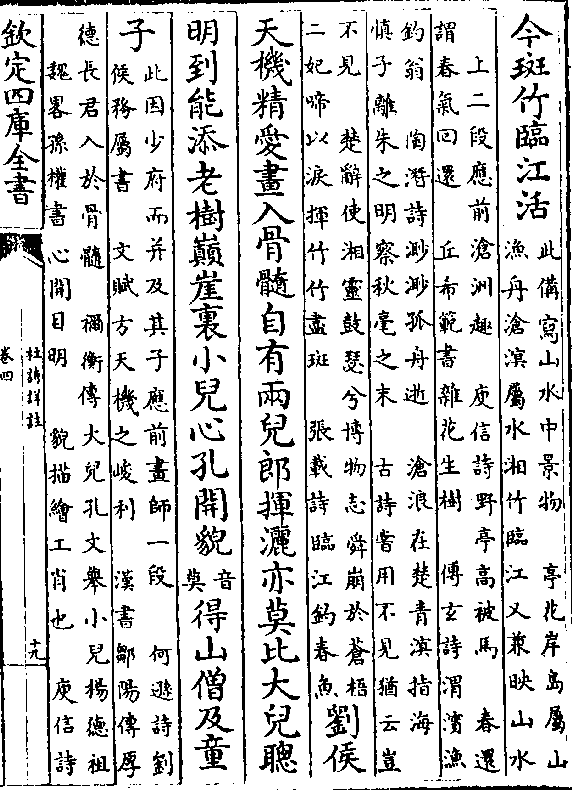 今斑竹臨江活
此備寫山水中景物 亭花岸島屬山
漁舟滄溟屬水湘竹臨江又兼映山水
上二段應前滄洲趣 庾信詩野亭高被馬 春還
謂春氣回還 丘希範書雜花生樹 傅玄詩渭濱漁
釣翁 陶潛詩渺渺孤舟逝 滄浪在楚青溟指海
慎子離朱之明察秋毫之末 古詩嘗用不見猶云豈
不見 楚辭使湘靈鼓瑟兮博物志舜崩於蒼梧
二妃啼以淚揮竹竹盡斑 張載詩臨江釣春魚
劉侯
天機精愛畫入骨髓自有兩兒郎揮灑亦莫比大兒聰
明到能添老樹巔崖裏小兒心孔開貌音莫得山僧及童
子
此因少府而并及其子應前畫師一段 何遜詩劉
侯務屬書 文賦方天機之峻利 漢書鄒陽傳厚
德長君入於骨髓 禰衡傳大兒孔文舉小兒楊德祖
魏畧孫權書心開目明 貌描繪工肖也 庾信詩
欽定四庫全書
杜詩詳註
卷四
十九